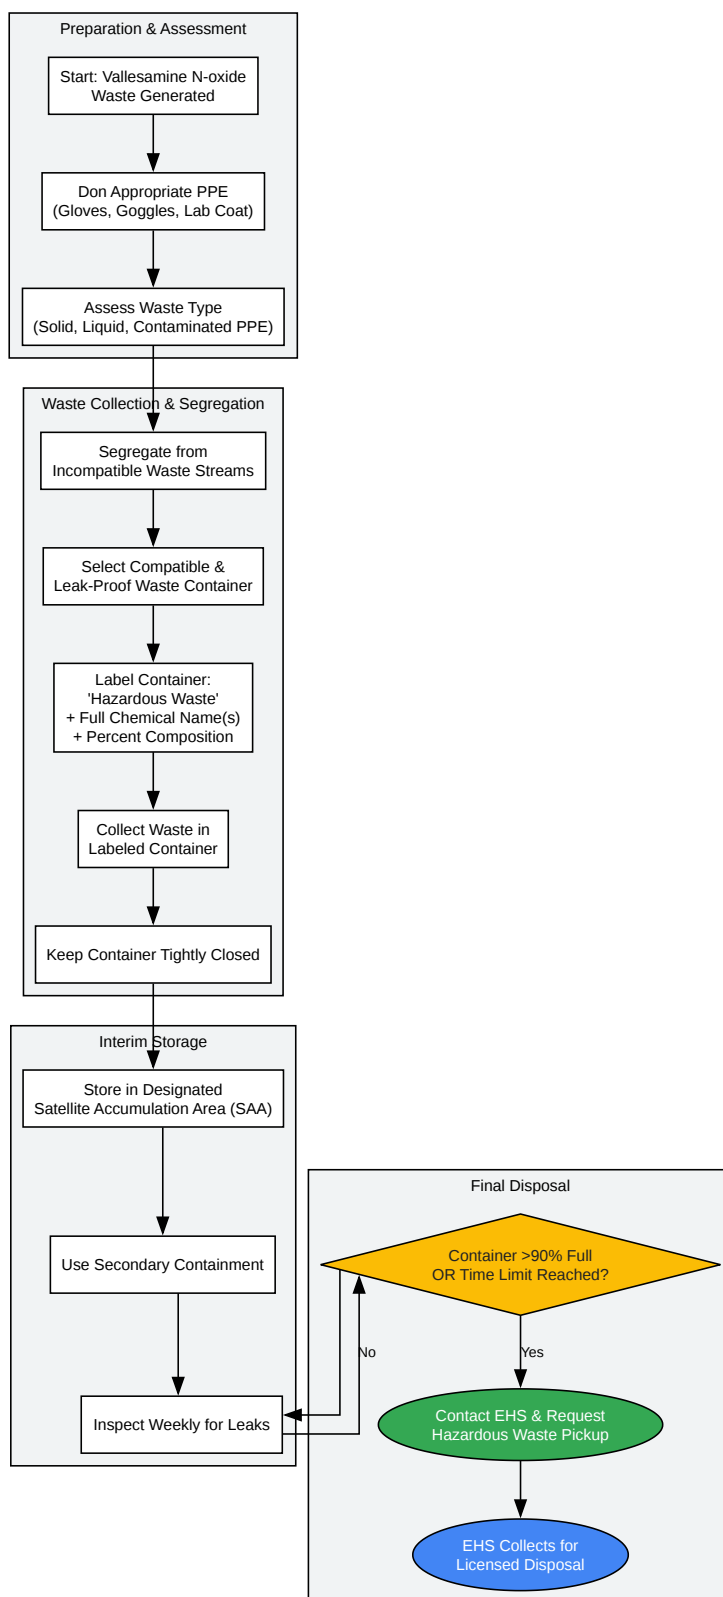 Preparation & Assessment
Start: Vallesamine N-oxide
Waste Generated
Don Appropriate PPE
(Gloves, Goggles, Lab Coat)
Assess Waste Type
(Solid, Liquid, Contaminated PPE)
Waste Collection & Segregation
Segregate from
Incompatible Waste Streams
Select Compatible &
Leak-Proof Waste Container
Label Container:
'Hazardous Waste'
+ Full Chemical Name(s)
+ Percent Composition
Collect Waste in
Labeled Container
Keep Container Tightly Closed
Interim Storage
Store in Designated
Satellite Accumulation Area (SAA)
Use Secondary Containment
Inspect Weekly for Leaks
Final Disposal
Container >90% Full
OR Time Limit Reached?
No
Yes
Contact EHS & Request
Hazardous Waste Pickup
EHS Collects for
Licensed Disposal